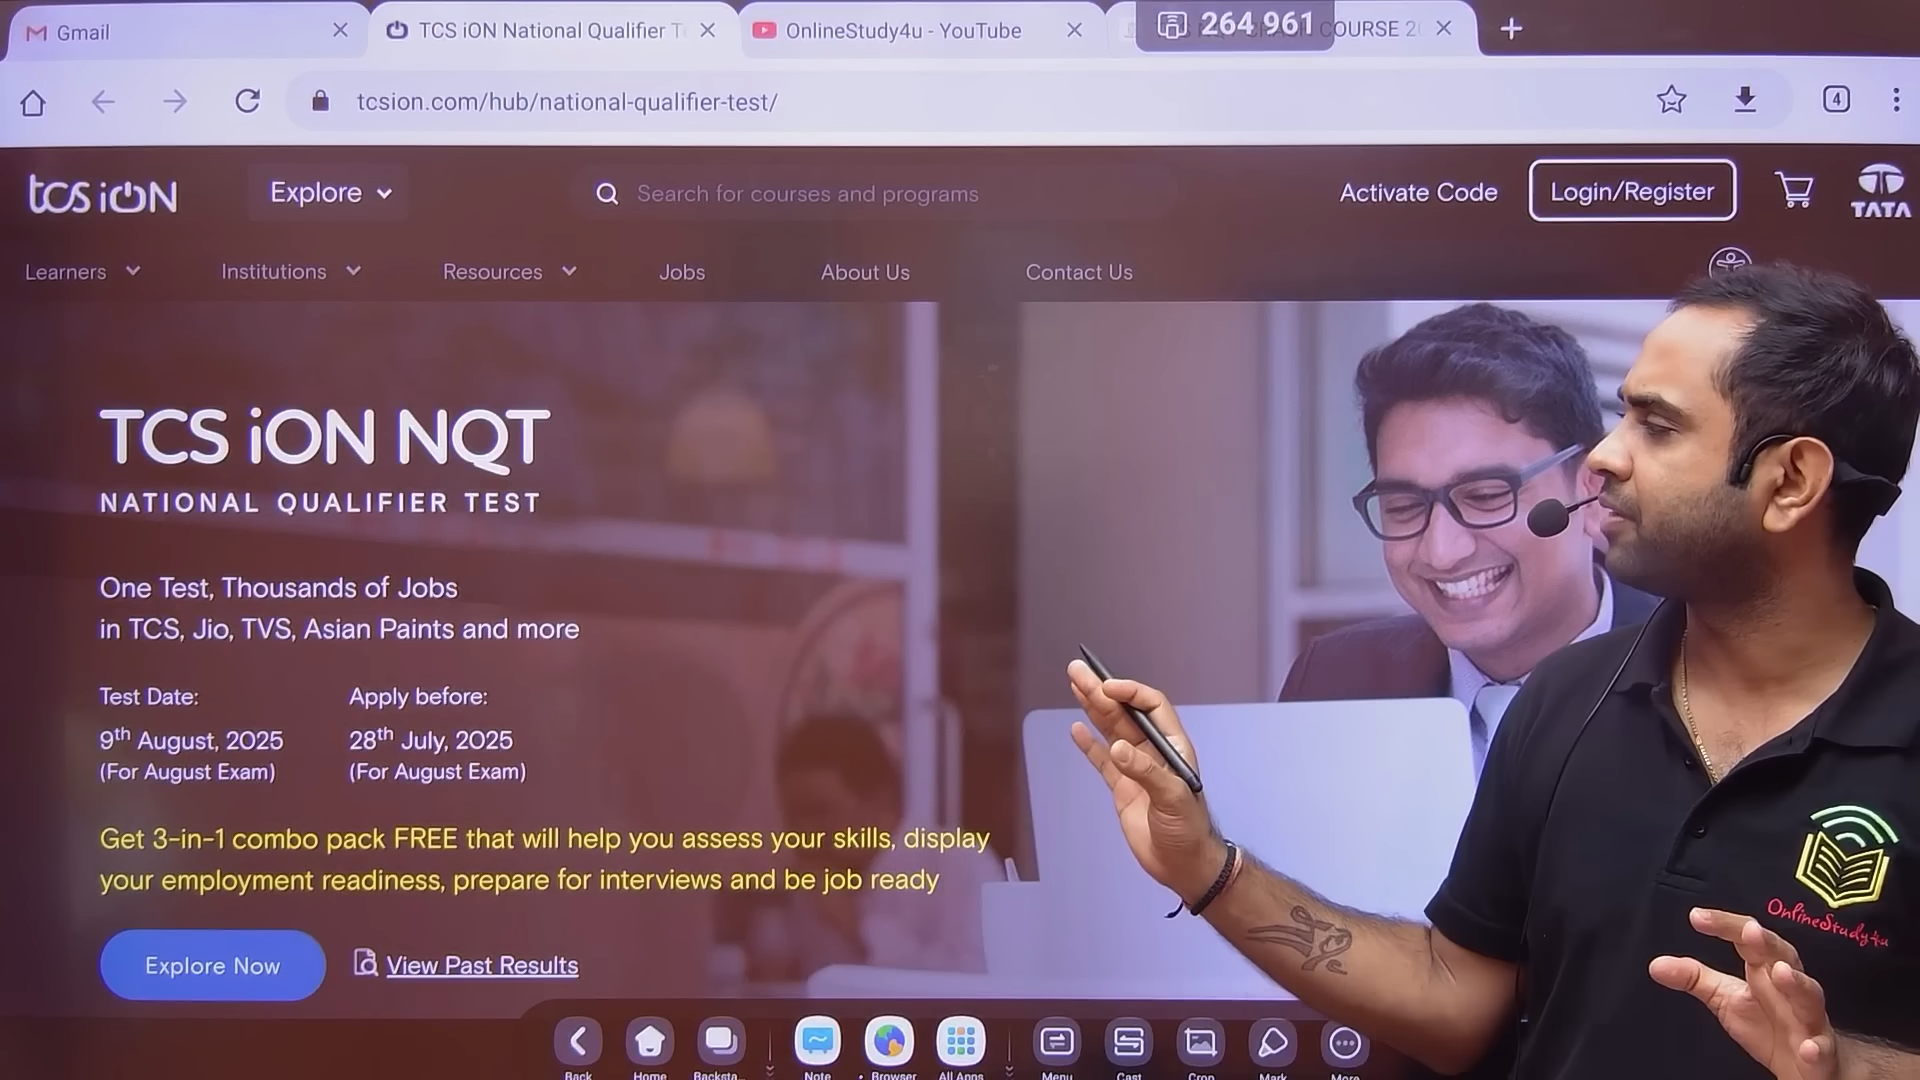 Gmail
TCS iON National Qualifier T
OnlineStudy4u - YouTube
264 961
COURSE 2
tcsion.com/hub/national-qualifier-test/
4
tcs iON
Explore
Search for courses and programs
Activate Code
Login/Register
TATA
Learners
Institutions
Resources
Jobs
About Us
Contact Us
TCS iON NQT
NATIONAL QUALIFIER TEST
One Test, Thousands of Jobs
in TCS, Jio, TVS, Asian Paints and more
Test Date:
Apply before:
9th August, 2025
28th July, 2025
(For August Exam)
(For August Exam)
Get 3-in-1 combo pack FREE that will help you assess your skills, display
your employment readiness, prepare for interviews and be job ready
OnlineStudy4u
Explore Now
View Past Results
Back
Home
Backsta...
Note
Browser
All Apps
Menu
Cast
Crop
Mark
More